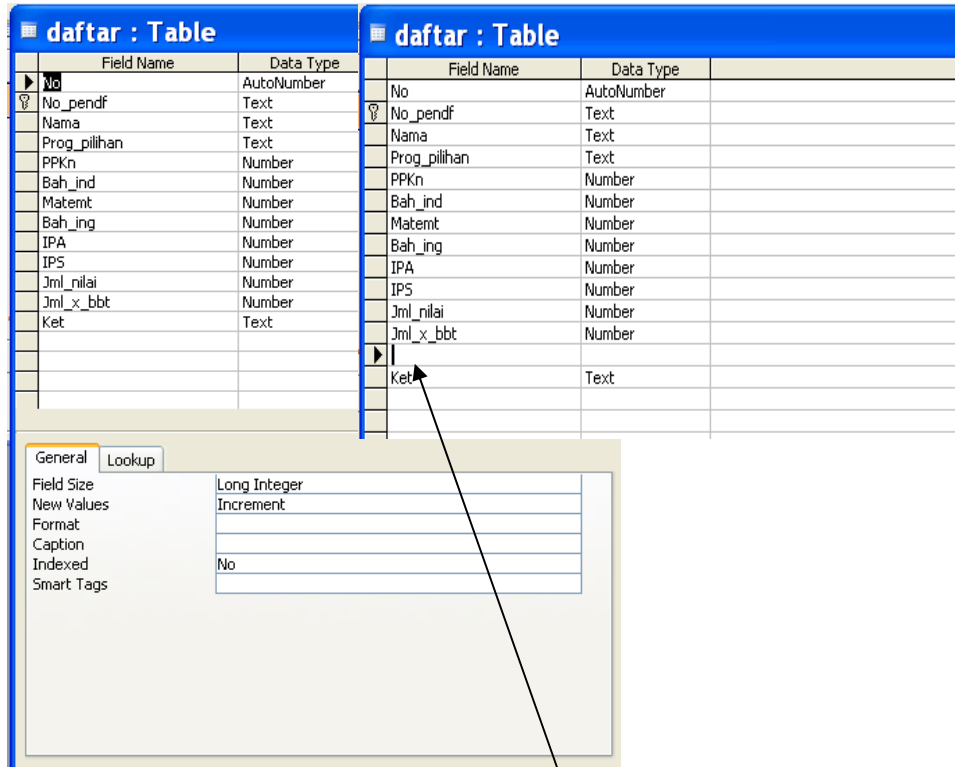 daftar : Table
Field Name Data Type
No AutoNumber
No_pendf Text
Nama Text
Prog_pilihan Text
PPKn Number
Bah_ind Number
Matemt Number
Bah_ing Number
IPA Number
IPS Number
Jml_nilai Number
Jml_x_bbt Number
Ket Text
General Lookup
Field Size Long Integer
New Values Increment
Format
Caption
Indexed No
Smart Tags
daftar : Table
Field Name Data Type
No AutoNumber
No_pendf Text
Nama Text
Prog_pilihan Text
PPKn Number
Bah_ind Number
Matemt Number
Bah_ing Number
IPA Number
IPS Number
Jml_nilai Number
Jml_x_bbt Number
Ket Text